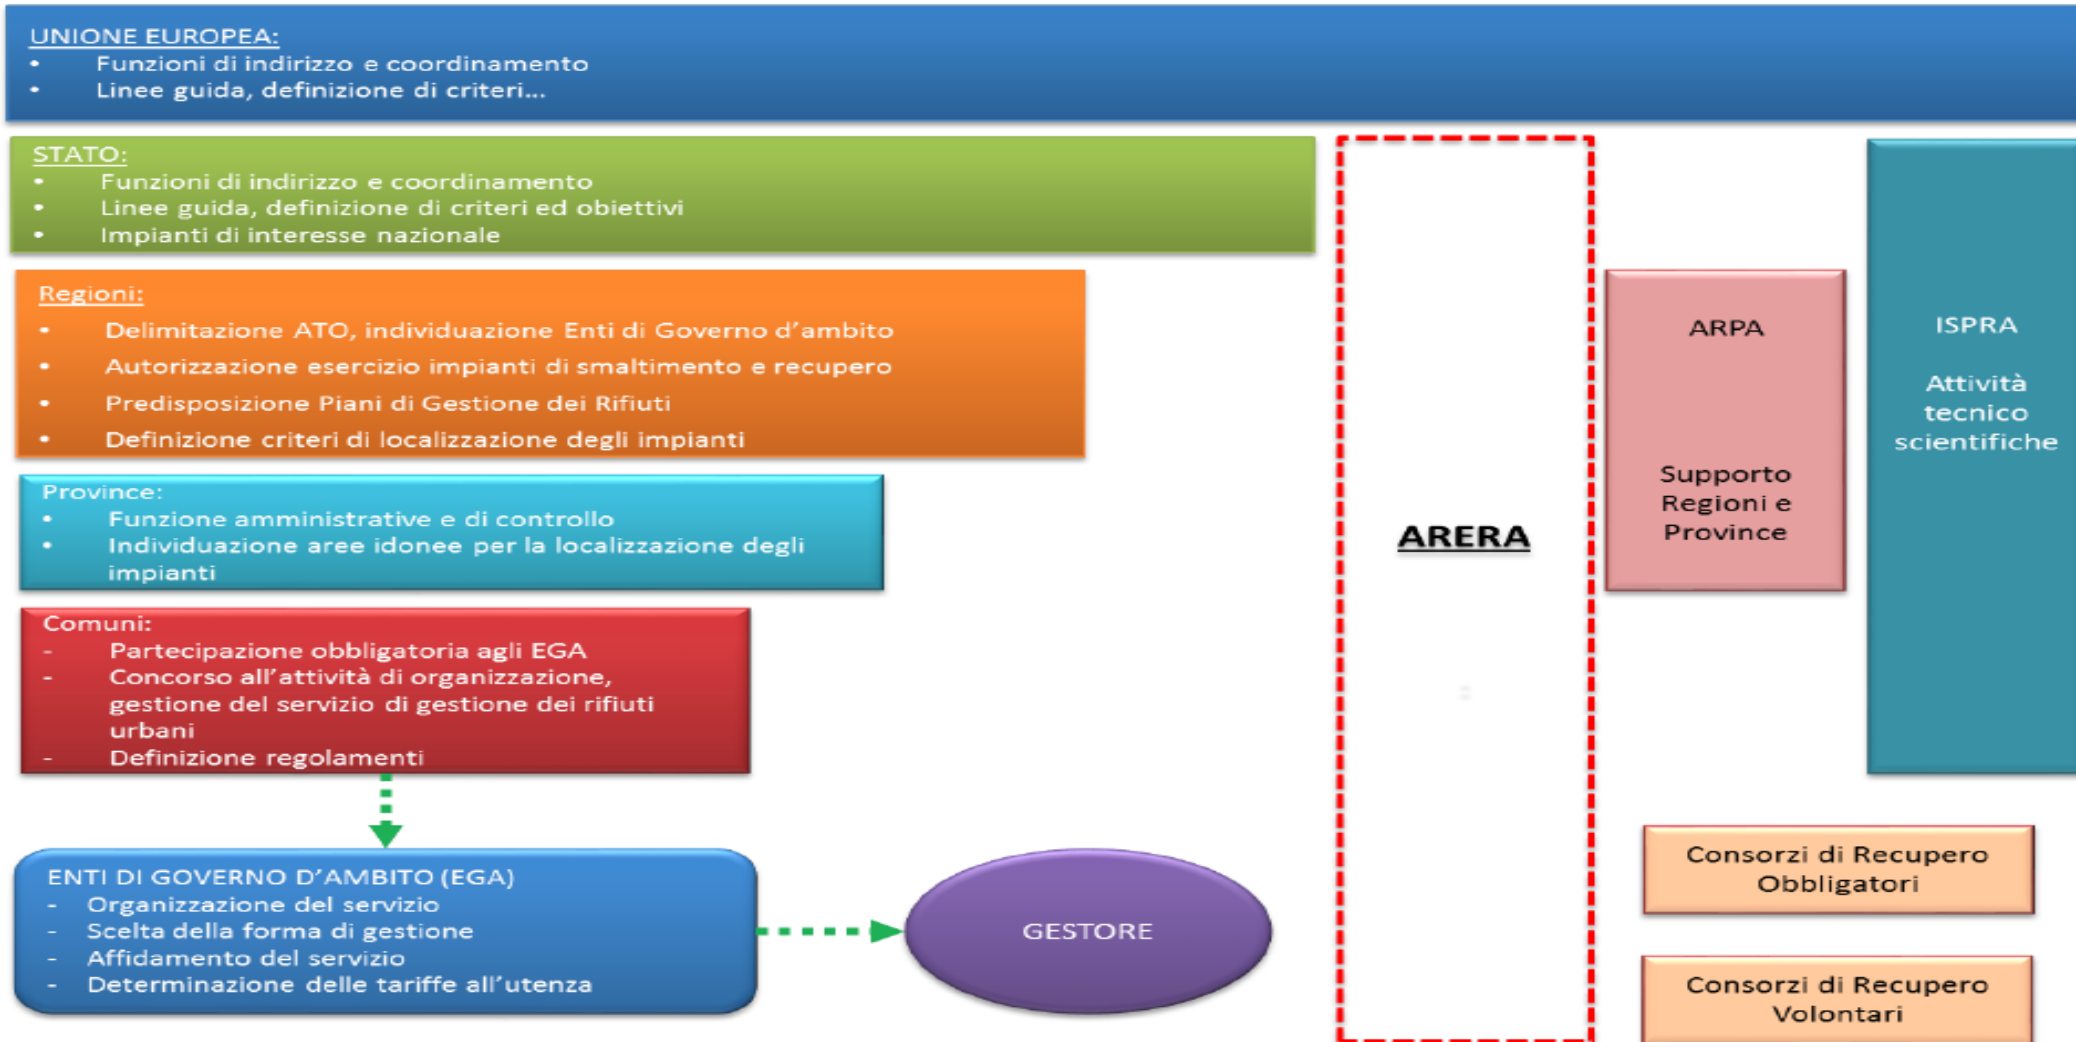 UNIONE EUROPEA:
• Funzioni di indirizzo e coordinamento
• Linee guida, definizione di criteri...
STATO:
• Funzioni di indirizzo e coordinamento
• Linee guida, definizione di criteri ed obiettivi
• Impianti di interesse nazionale
Regioni:
• Delimitazione ATO, individuazione Enti di Governo d'ambito
• Autorizzazione esercizio impianti di smaltimento e recupero
• Predisposizione Piani di Gestione dei Rifiuti
• Definizione criteri di localizzazione degli impianti
Province:
• Funzione amministrative e di controllo
• Individuazione aree idonee per la localizzazione degli
impianti
Comuni:
- Partecipazione obbligatoria agli EGA
- Concorso all'attività di organizzazione,
gestione del servizio di gestione dei rifiuti
urbani
- Definizione regolamenti
ENTI DI GOVERNO D'AMBITO (EGA)
- Organizzazione del servizio
- Scelta della forma di gestione
- Affidamento del servizio
- Determinazione delle tariffe all'utenza
GESTORE
ARERA
:
ARPA
Supporto
Regioni e
Province
ISPRA
Attività
tecnico
scientifiche
Consorzi di Recupero
Obbligatori
Consorzi di Recupero
Volontari